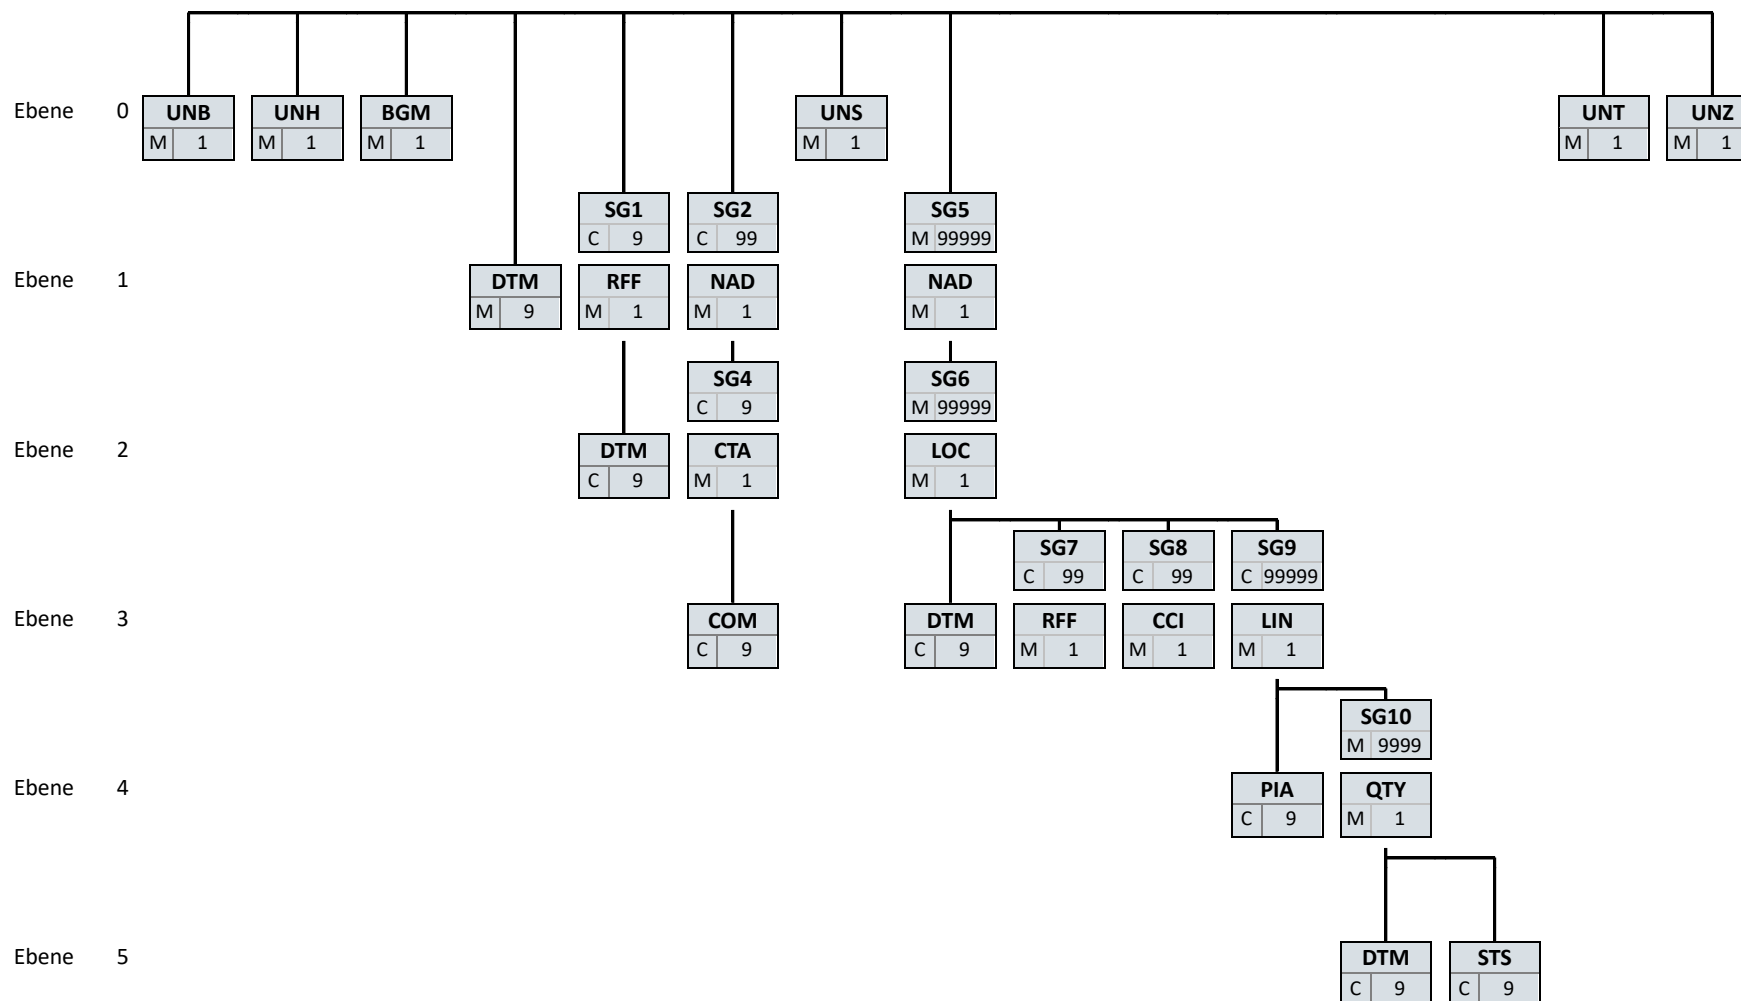 Ebene 0 UNB UNH BGM UNS UNT UNZ
M 1 M 1 M 1 M 1 M 1 M 1
SG1 SG2 SG5
C 9 C 99 M 99999
Ebene 1 DTM RFF NAD NAD
M 9 M 1 M 1 M 1
SG4 SG6
C 9 M 99999
Ebene 2 DTM CTA LOC
C 9 M 1 M 1
SG7 SG8 SG9
C 99 C 99 C 99999
Ebene 3 COM DTM RFF CCI LIN
C 9 C 9 M 1 M 1 M 1
SG10
M 9999
Ebene 4 PIA QTY
C 9 M 1
Ebene 5 DTM STS
C 9 C 9